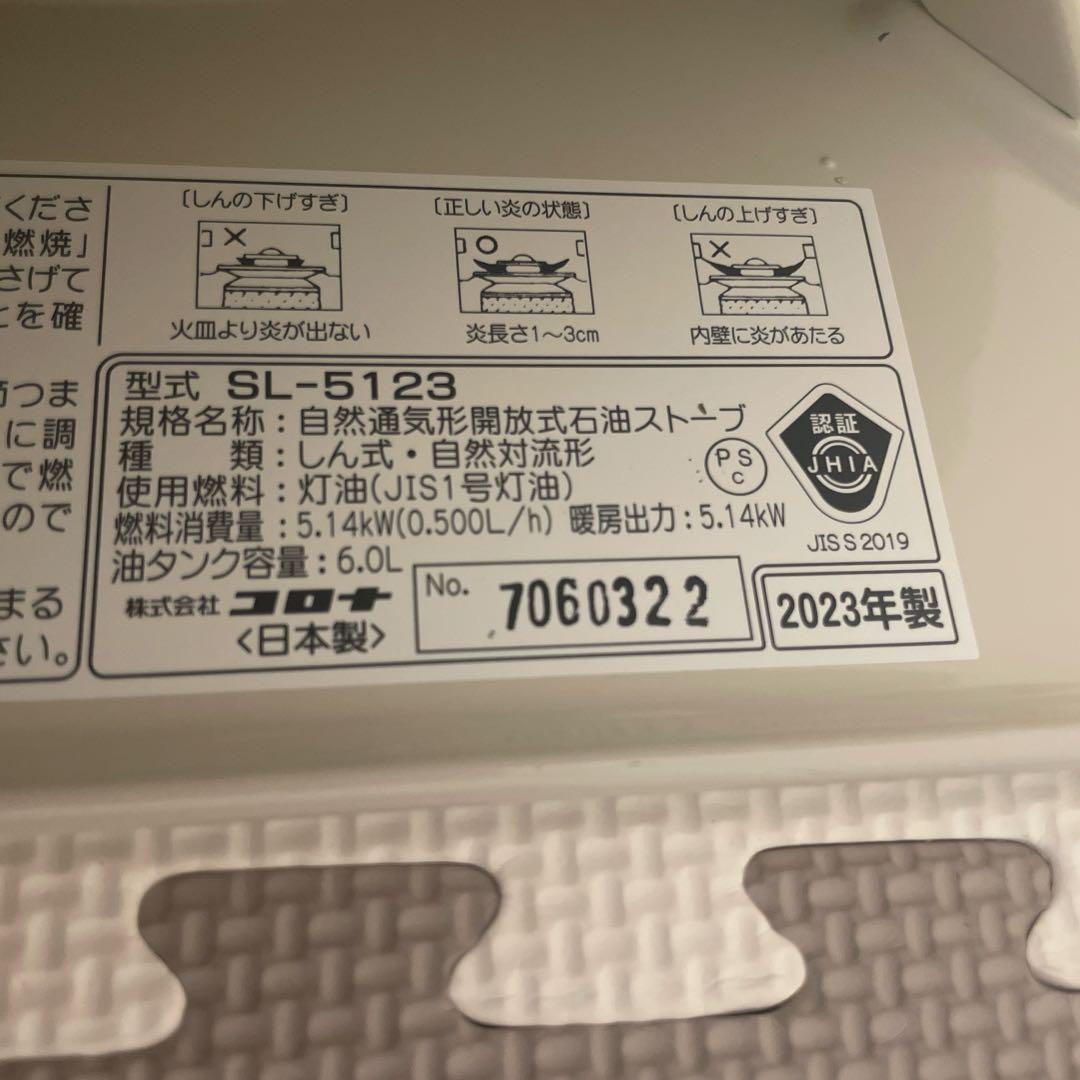 くださ
燃焼」
さげて
とを確
つま
に調
で燃
ので
まる
さい。
〔しんの下げすぎ〕
火皿より炎が出ない
〔正しい炎の状態〕
炎長さ1～3cm
〔しんの上げすぎ〕
内壁に炎があたる
型式 SL-5123
規格名称：自然通気形開放式石油ストーブ
種　　類：しん式・自然対流形
使用燃料：灯油(JIS1号灯油)
燃料消費量：5.14kW(0.500L/h) 暖房出力：5.14kW
油タンク容量：6.0L
株式会社 コロナ
<日本製>
No. 7060322
PSC
認証
JHIA
JIS S 2019
2023年製